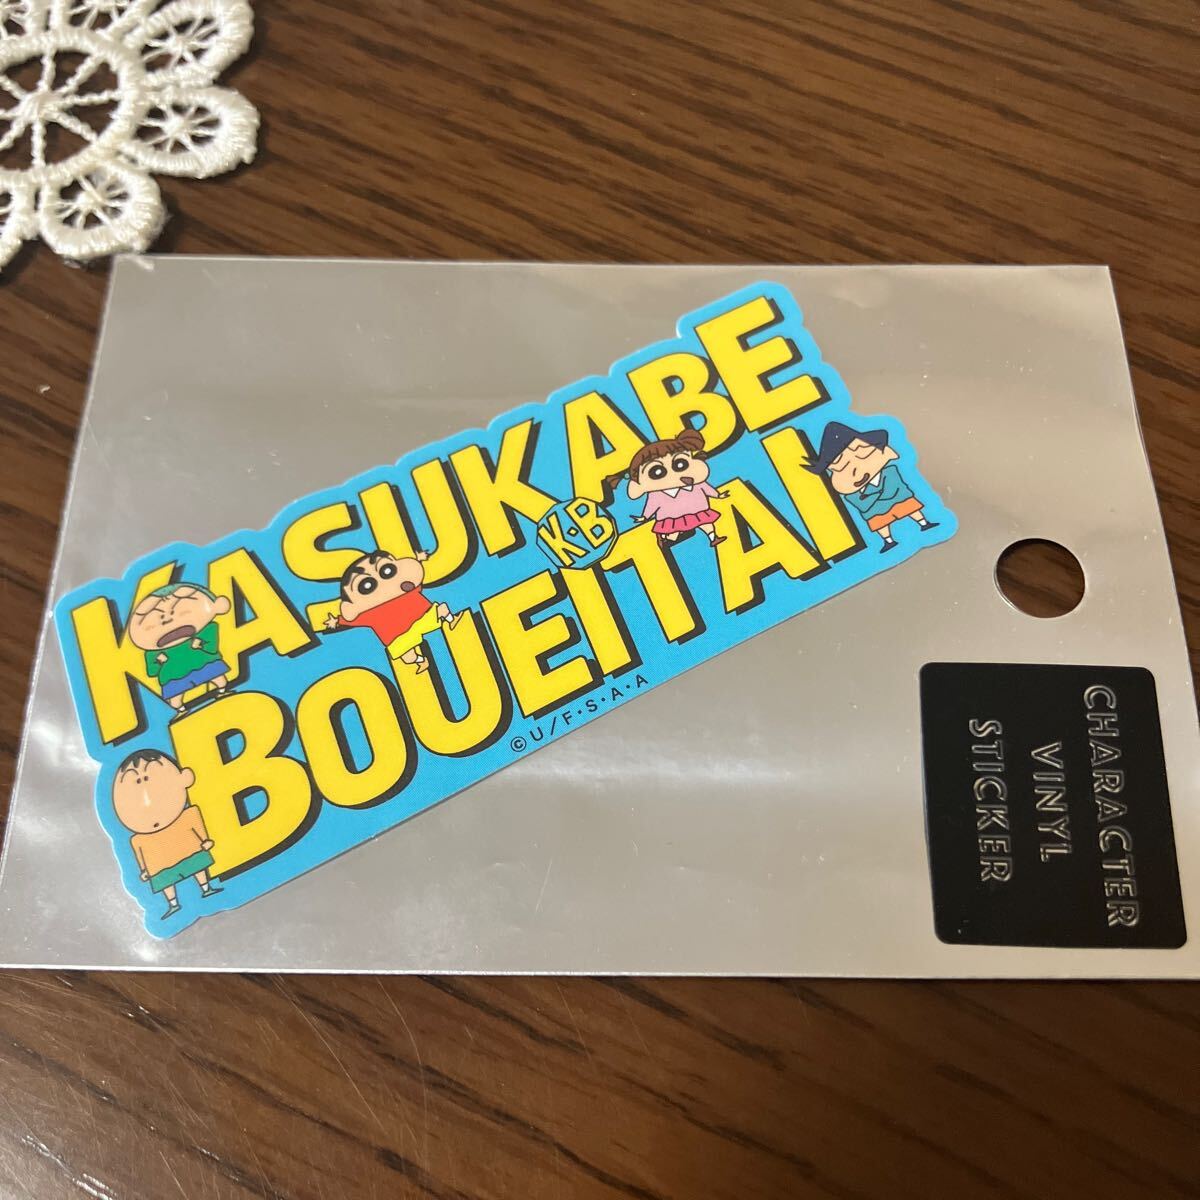 KASUKABE
K・B
BOUEITAI
©U/F・S・A・A
CHARACTER
VINYL
STICKER